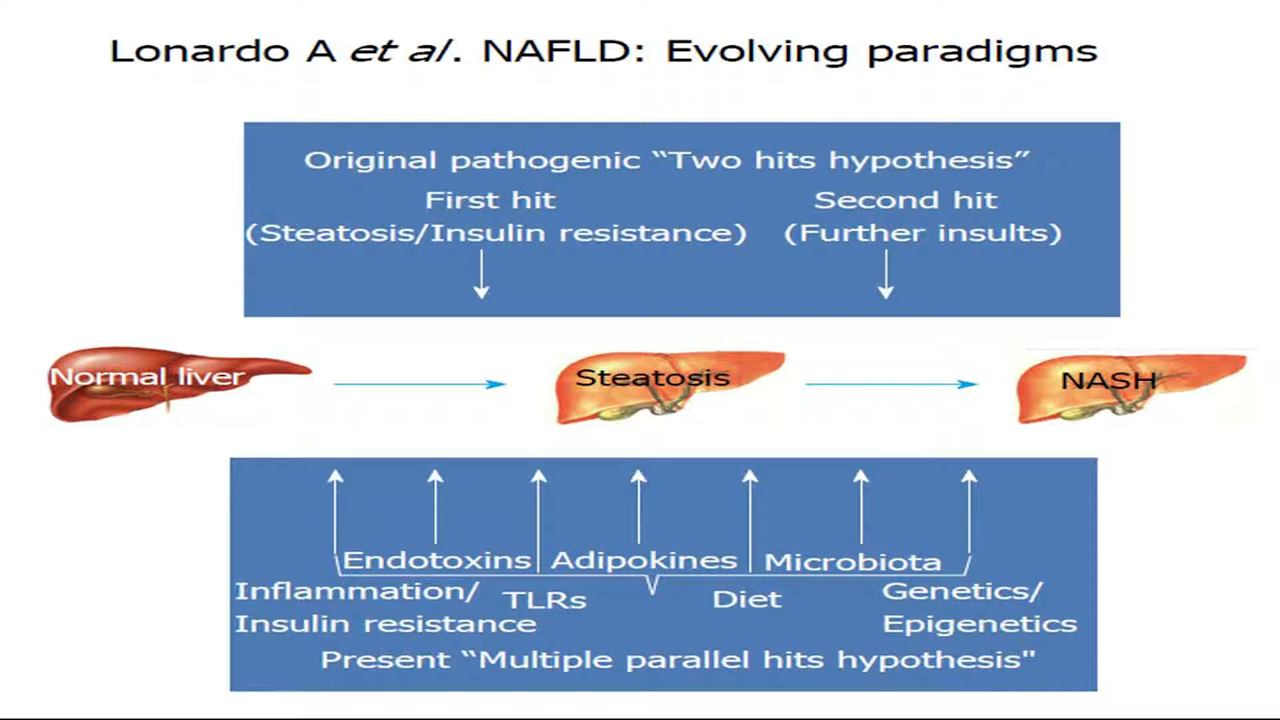 Lonardo A et al. NAFLD: Evolving paradigms
Original pathogenic “Two hits hypothesis”
First hit
(Steatosis/Insulin resistance)
Second hit
(Further insults)
Normal liver
Steatosis
NASH
Endotoxins
Adipokines
Microbiota
Inflammation/
Insulin resistance
TLRs
Diet
Genetics/
Epigenetics
Present “Multiple parallel hits hypothesis"